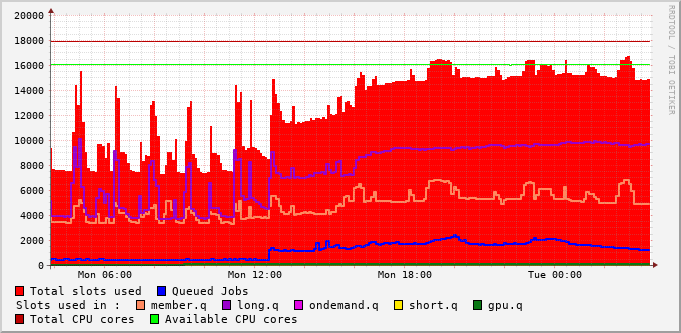 20000
18000
16000
14000
12000
10000
8000
6000
4000
2000
0
Mon 06:00 Mon 12:00 Mon 18:00 Tue 00:00
RRDTOOL / TOBI OETIKER
Total slots used Queued Jobs
Slots used in : member.q long.q ondemand.q short.q gpu.q
Total CPU cores Available CPU cores